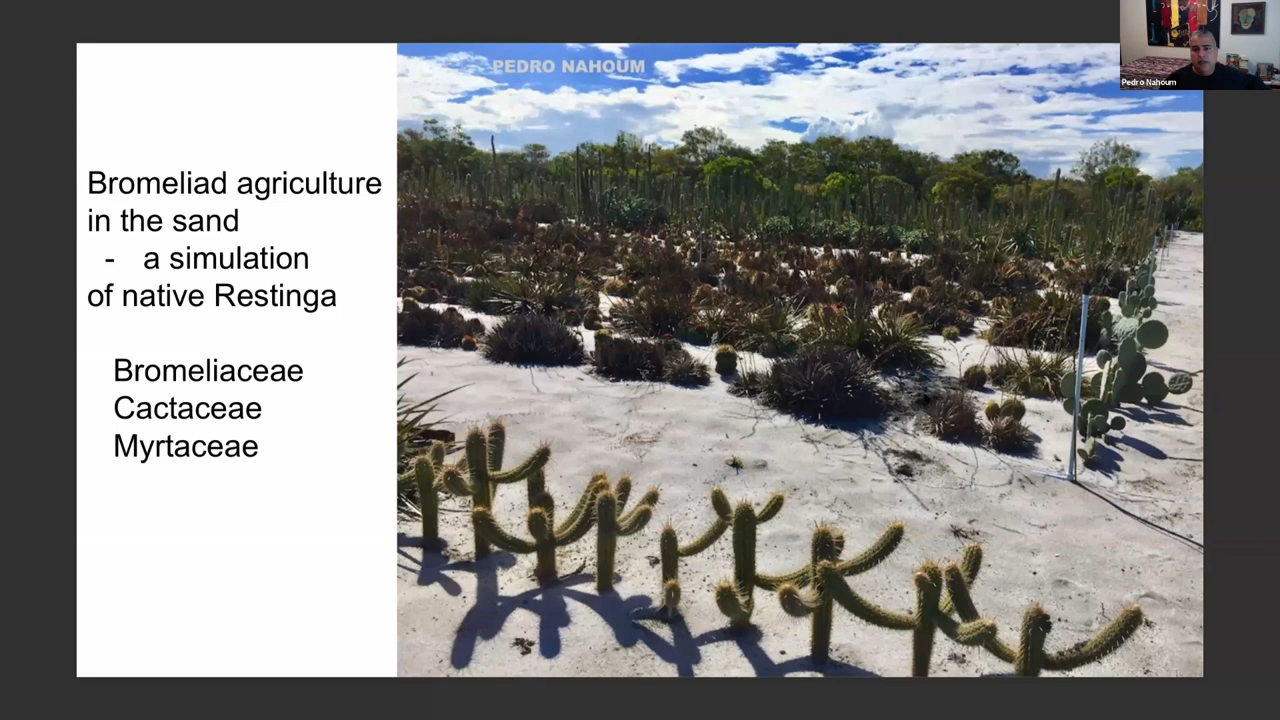 Bromeliad agriculture
in the sand
- a simulation
of native Restinga
Bromeliaceae
Cactaceae
Myrtaceae
PEDRO NAHOUM
Pedro Nahoum